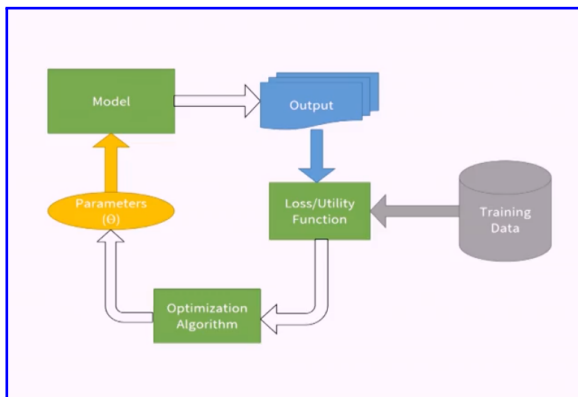 Model
Output
Parameters
(Θ)
Loss/Utility
Function
Training
Data
Optimization
Algorithm